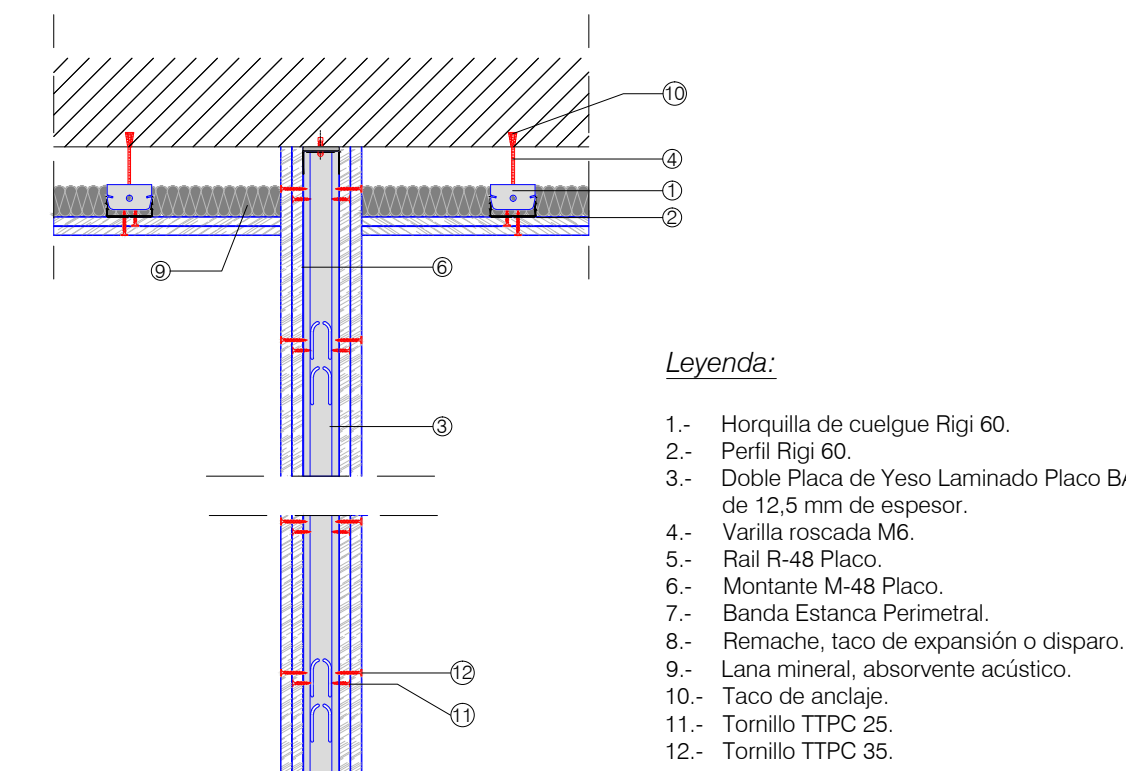 10
4
1
2
9
6
3
12
11
Leyenda:
1.- Horquilla de cuelgue Rigi 60.
2.- Perfil Rigi 60.
3.- Doble Placa de Yeso Laminado Placo
de 12,5 mm de espesor.
4.- Varilla roscada M6.
5.- Rail R-48 Placo.
6.- Montante M-48 Placo.
7.- Banda Estanca Perimetral.
8.- Remache, taco de expansión o disparo.
9.- Lana mineral, absorvente acústico.
10.- Taco de anclaje.
11.- Tornillo TTPC 25.
12.- Tornillo TTPC 35.